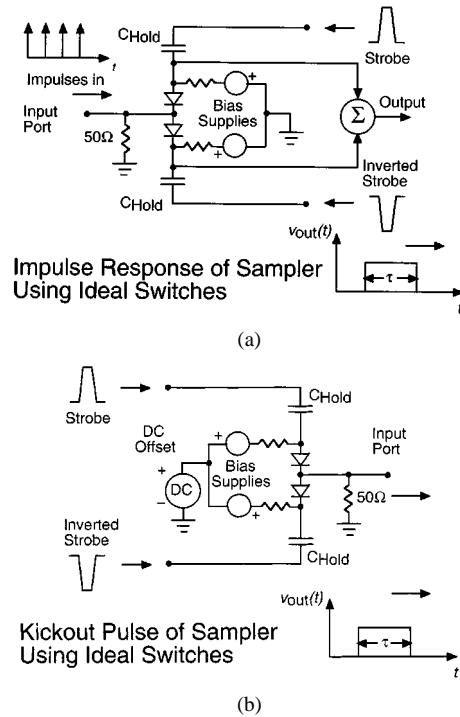 CHold
Strobe
t
Impulses in
+
Input
Port
Bias
Supplies
Σ
Output
50Ω
+
CHold
Inverted
Strobe
vout(t)
Impulse Response of Sampler
Using Ideal Switches
τ
t
(a)
Strobe
CHold
DC
Offset
Input
Port
+
Bias
Supplies
DC
50Ω
−
+
Inverted
Strobe
CHold
vout(t)
Kickout Pulse of Sampler
Using Ideal Switches
τ
t
(b)